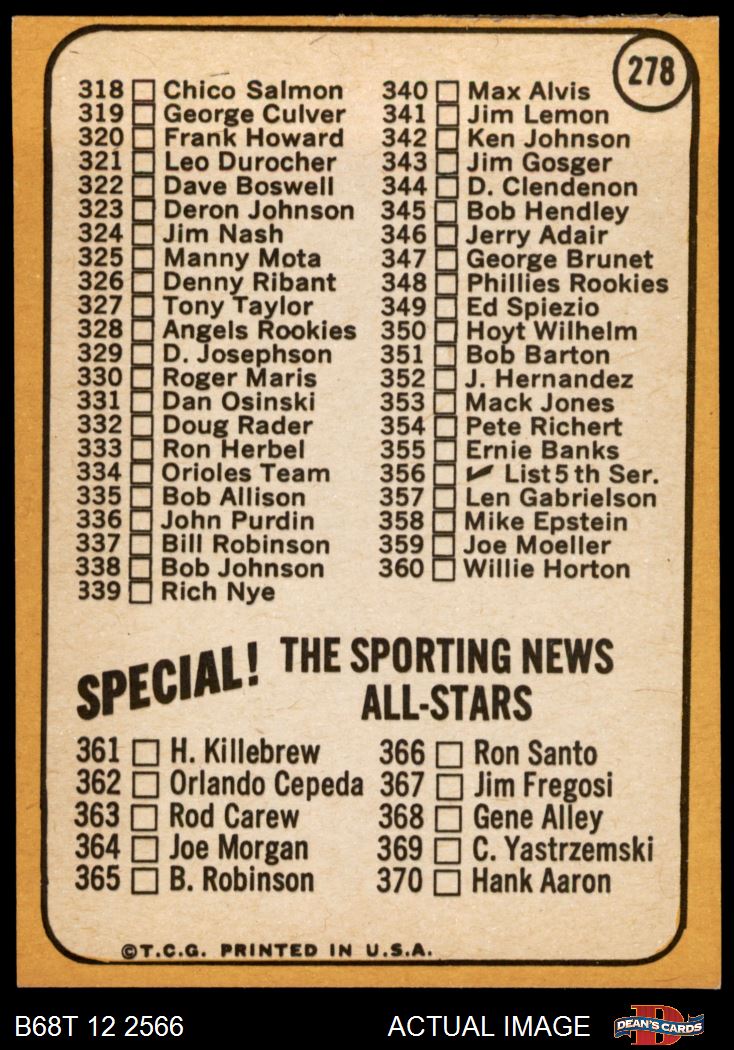 278
318 Chico Salmon
319 George Culver
320 Frank Howard
321 Leo Durocher
322 Dave Boswell
323 Deron Johnson
324 Jim Nash
325 Manny Mota
326 Denny Ribant
327 Tony Taylor
328 Angels Rookies
329 D. Josephson
330 Roger Maris
331 Dan Osinski
332 Doug Rader
333 Ron Herbel
334 Orioles Team
335 Bob Allison
336 John Purdin
337 Bill Robinson
338 Bob Johnson
339 Rich Nye
340 Max Alvis
341 Jim Lemon
342 Ken Johnson
343 Jim Gosger
344 D. Clendenon
345 Bob Hendley
346 Jerry Adair
347 George Brunet
348 Phillies Rookies
349 Ed Spiezio
350 Hoyt Wilhelm
351 Bob Barton
352 J. Hernandez
353 Mack Jones
354 Pete Richert
355 Ernie Banks
356 List 5 th Ser.
357 Len Gabrielson
358 Mike Epstein
359 Joe Moeller
360 Willie Horton
SPECIAL! THE SPORTING NEWS
ALL-STARS
361 H. Killebrew
362 Orlando Cepeda
363 Rod Carew
364 Joe Morgan
365 B. Robinson
366 Ron Santo
367 Jim Fregosi
368 Gene Alley
369 C. Yastrzemski
370 Hank Aaron
©T.C.G. PRINTED IN U.S.A.
B68T 12 2566 ACTUAL IMAGE
D
DEAN'S CARDS